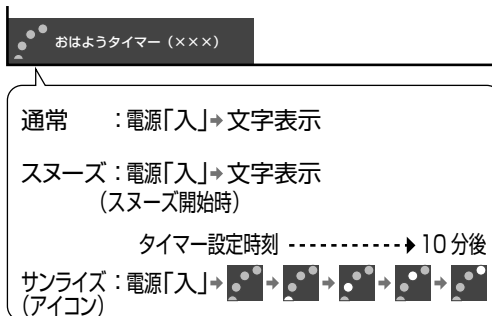 おはようタイマー（×××）
通常　：電源「入」➔文字表示
スヌーズ：電源「入」➔文字表示
（スヌーズ開始時）
タイマー設定時刻 ----------➔10分後
サンライズ：電源「入」➔ ➔ ➔ ➔ ➔
（アイコン）